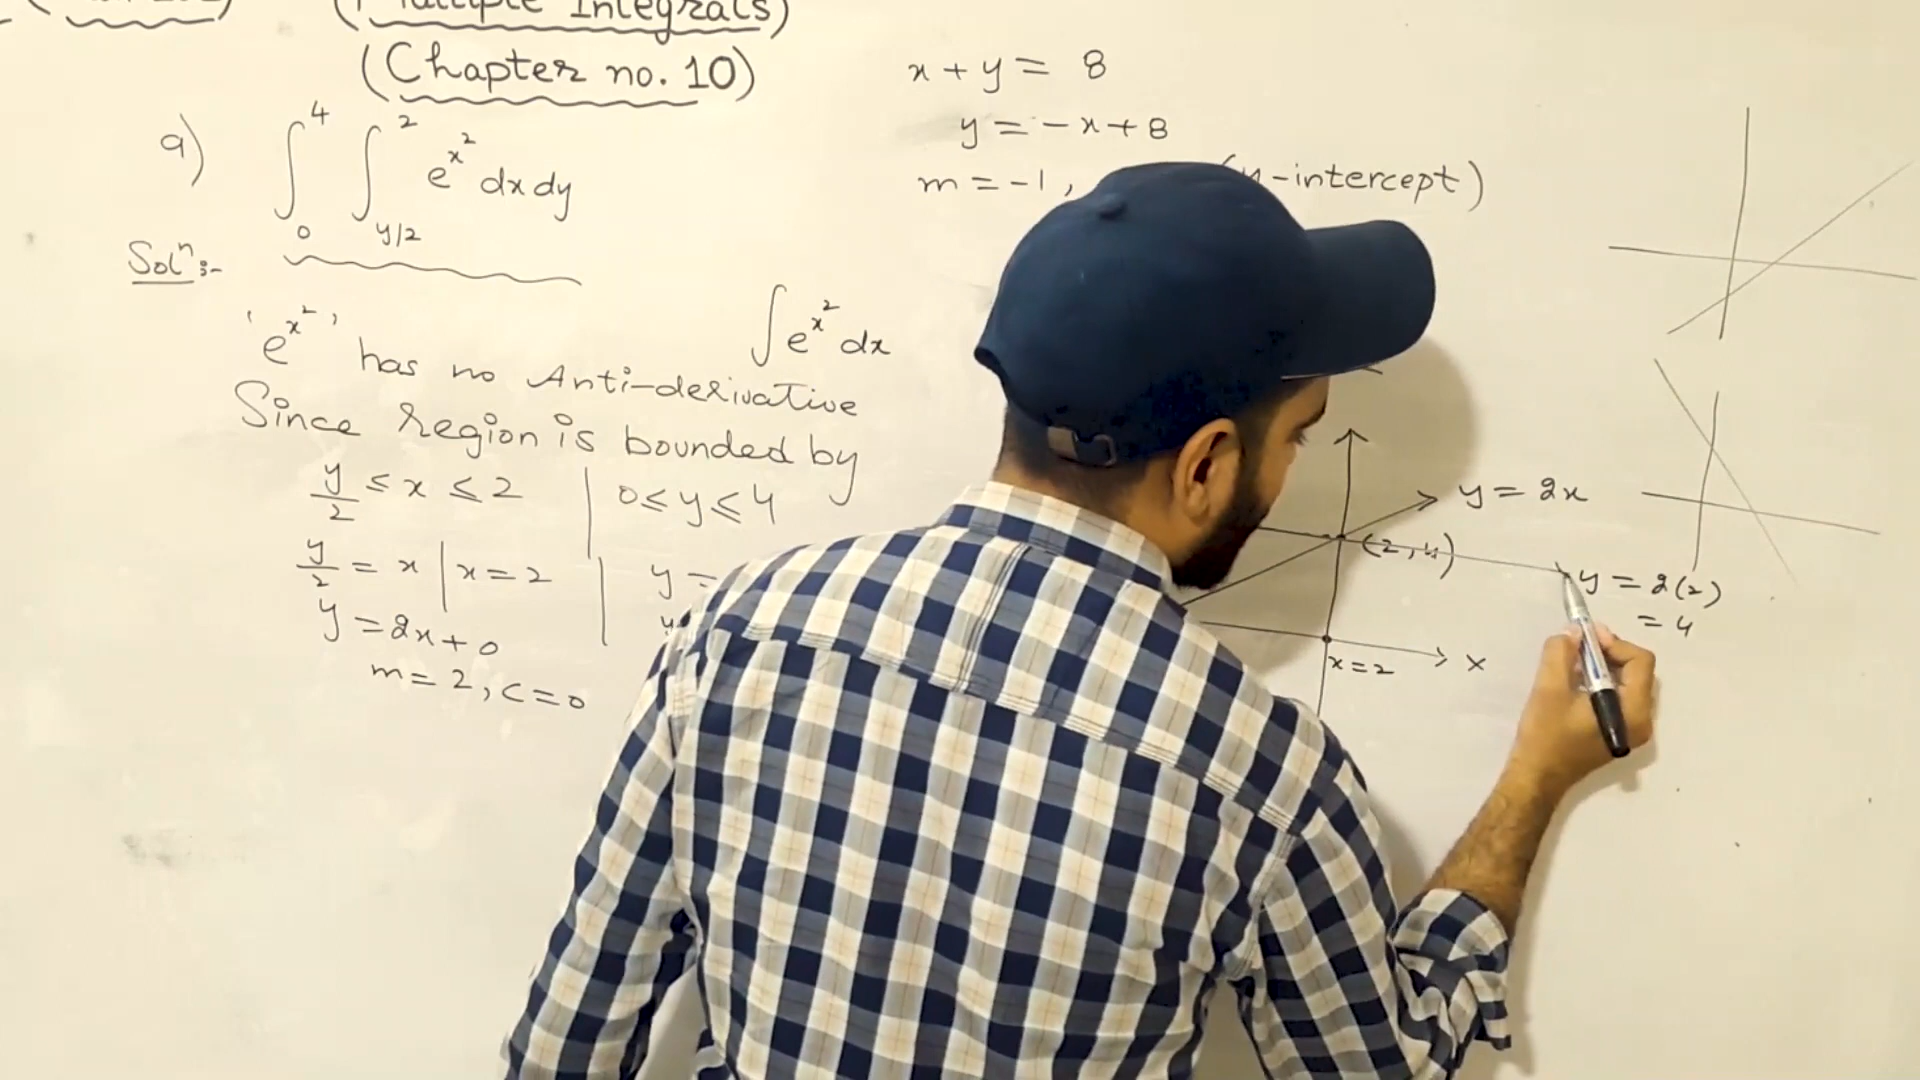 (Multiple Integrals)
(Chapter no. 10)
9) ∫₀⁴ ∫_{y/2}^2 e^{x²} dx dy
Solⁿ:-
'e^{x²}' has no Anti-derivative
∫ e^{x²} dx
Since region is bounded by
y/2 ≤ x ≤ 2 | 0 ≤ y ≤ 4
y/2 = x | x = 2 | y =
y = 2x + 0
m = 2, c = 0
x + y = 8
y = -x + 8
m = -1, -intercept)
y = 2x
(2, 4)
y = 2(2)
= 4
x = 2
x